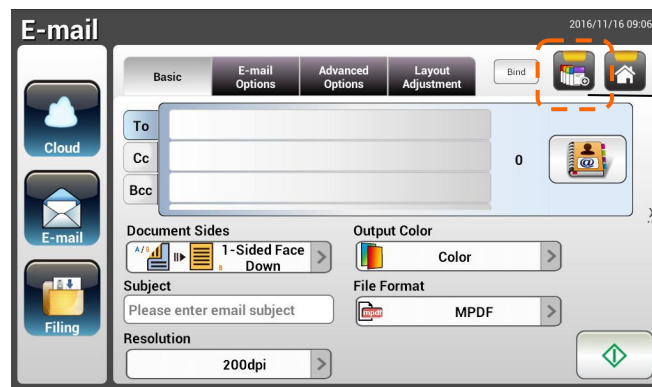 E-mail
2016/11/16 09:06
Basic
E-mail
Options
Advanced
Options
Layout
Adjustment
Bind
To
Cc
Bcc
0
@
Cloud
E-mail
Filing
Document Sides
A/B
1-Sided Face
Down
B
Output Color
Color
Subject
Please enter email subject
File Format
mpdf
MPDF
Resolution
200dpi